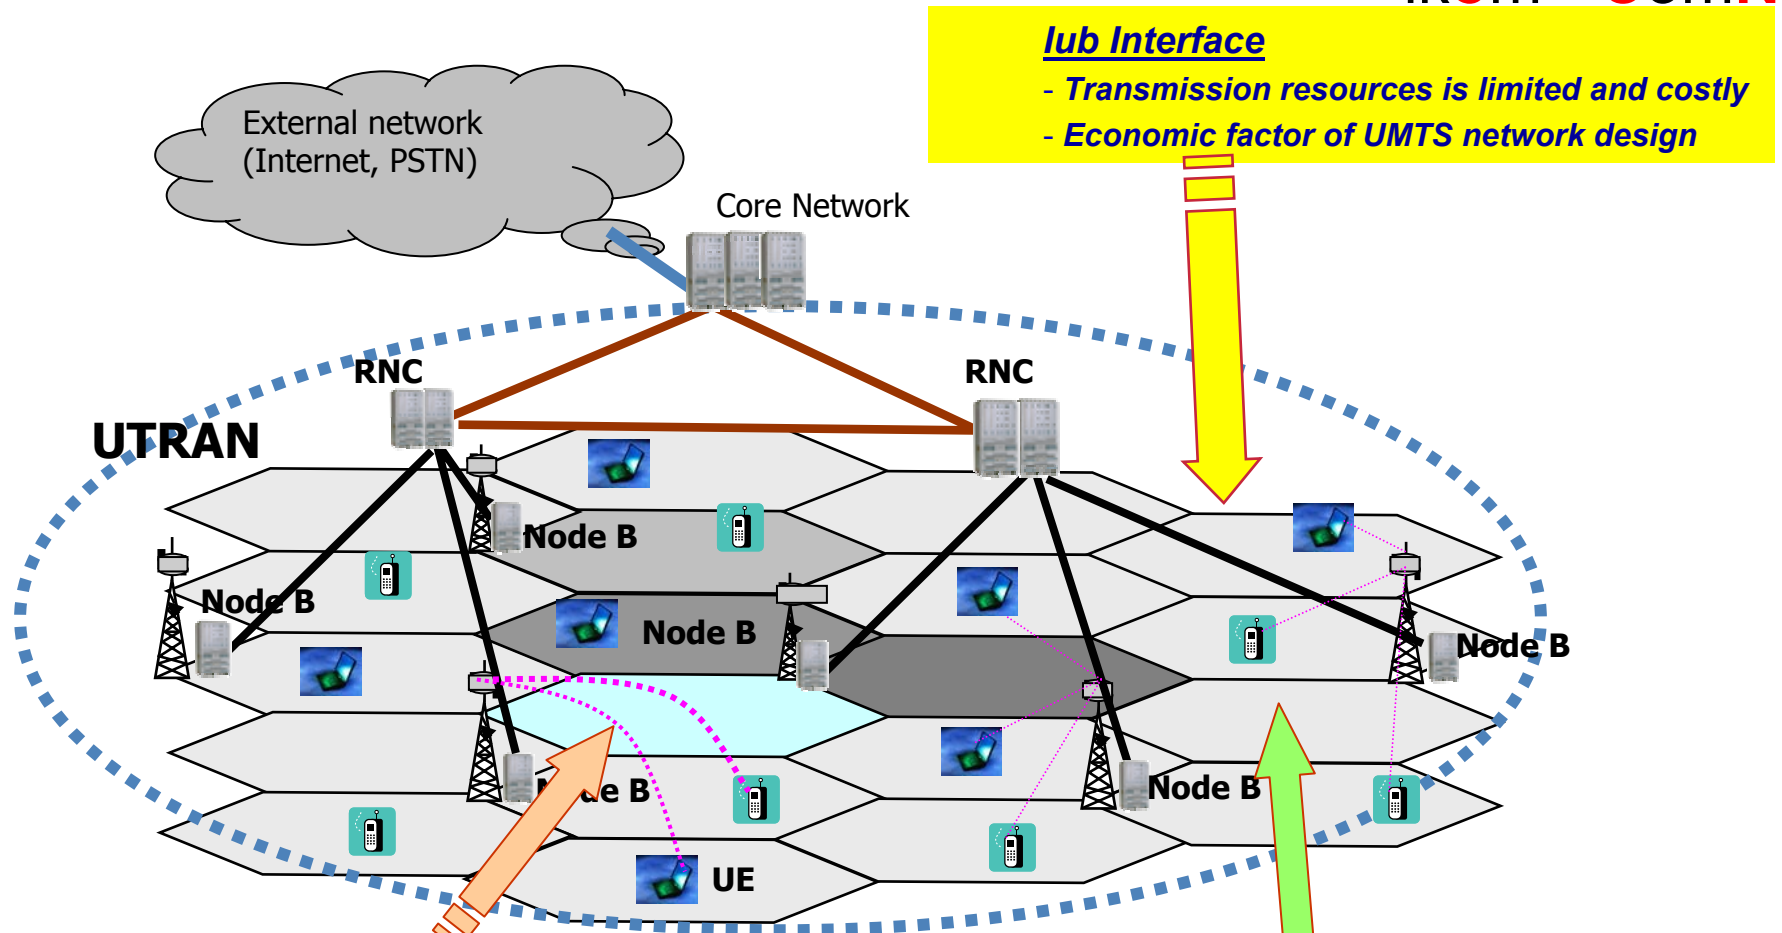 Iub Interface
- Transmission resources is limited and costly
- Economic factor of UMTS network design
External network
(Internet, PSTN)
Core Network
RNC
RNC
UTRAN
Node B
Node B
Node B
Node B
Node B
Node B
UE